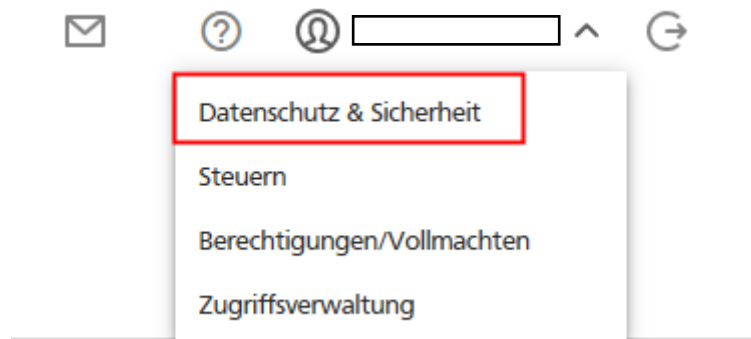 Datenschutz & Sicherheit
Steuern
Berechtigungen/Vollmachten
Zugriffsverwaltung